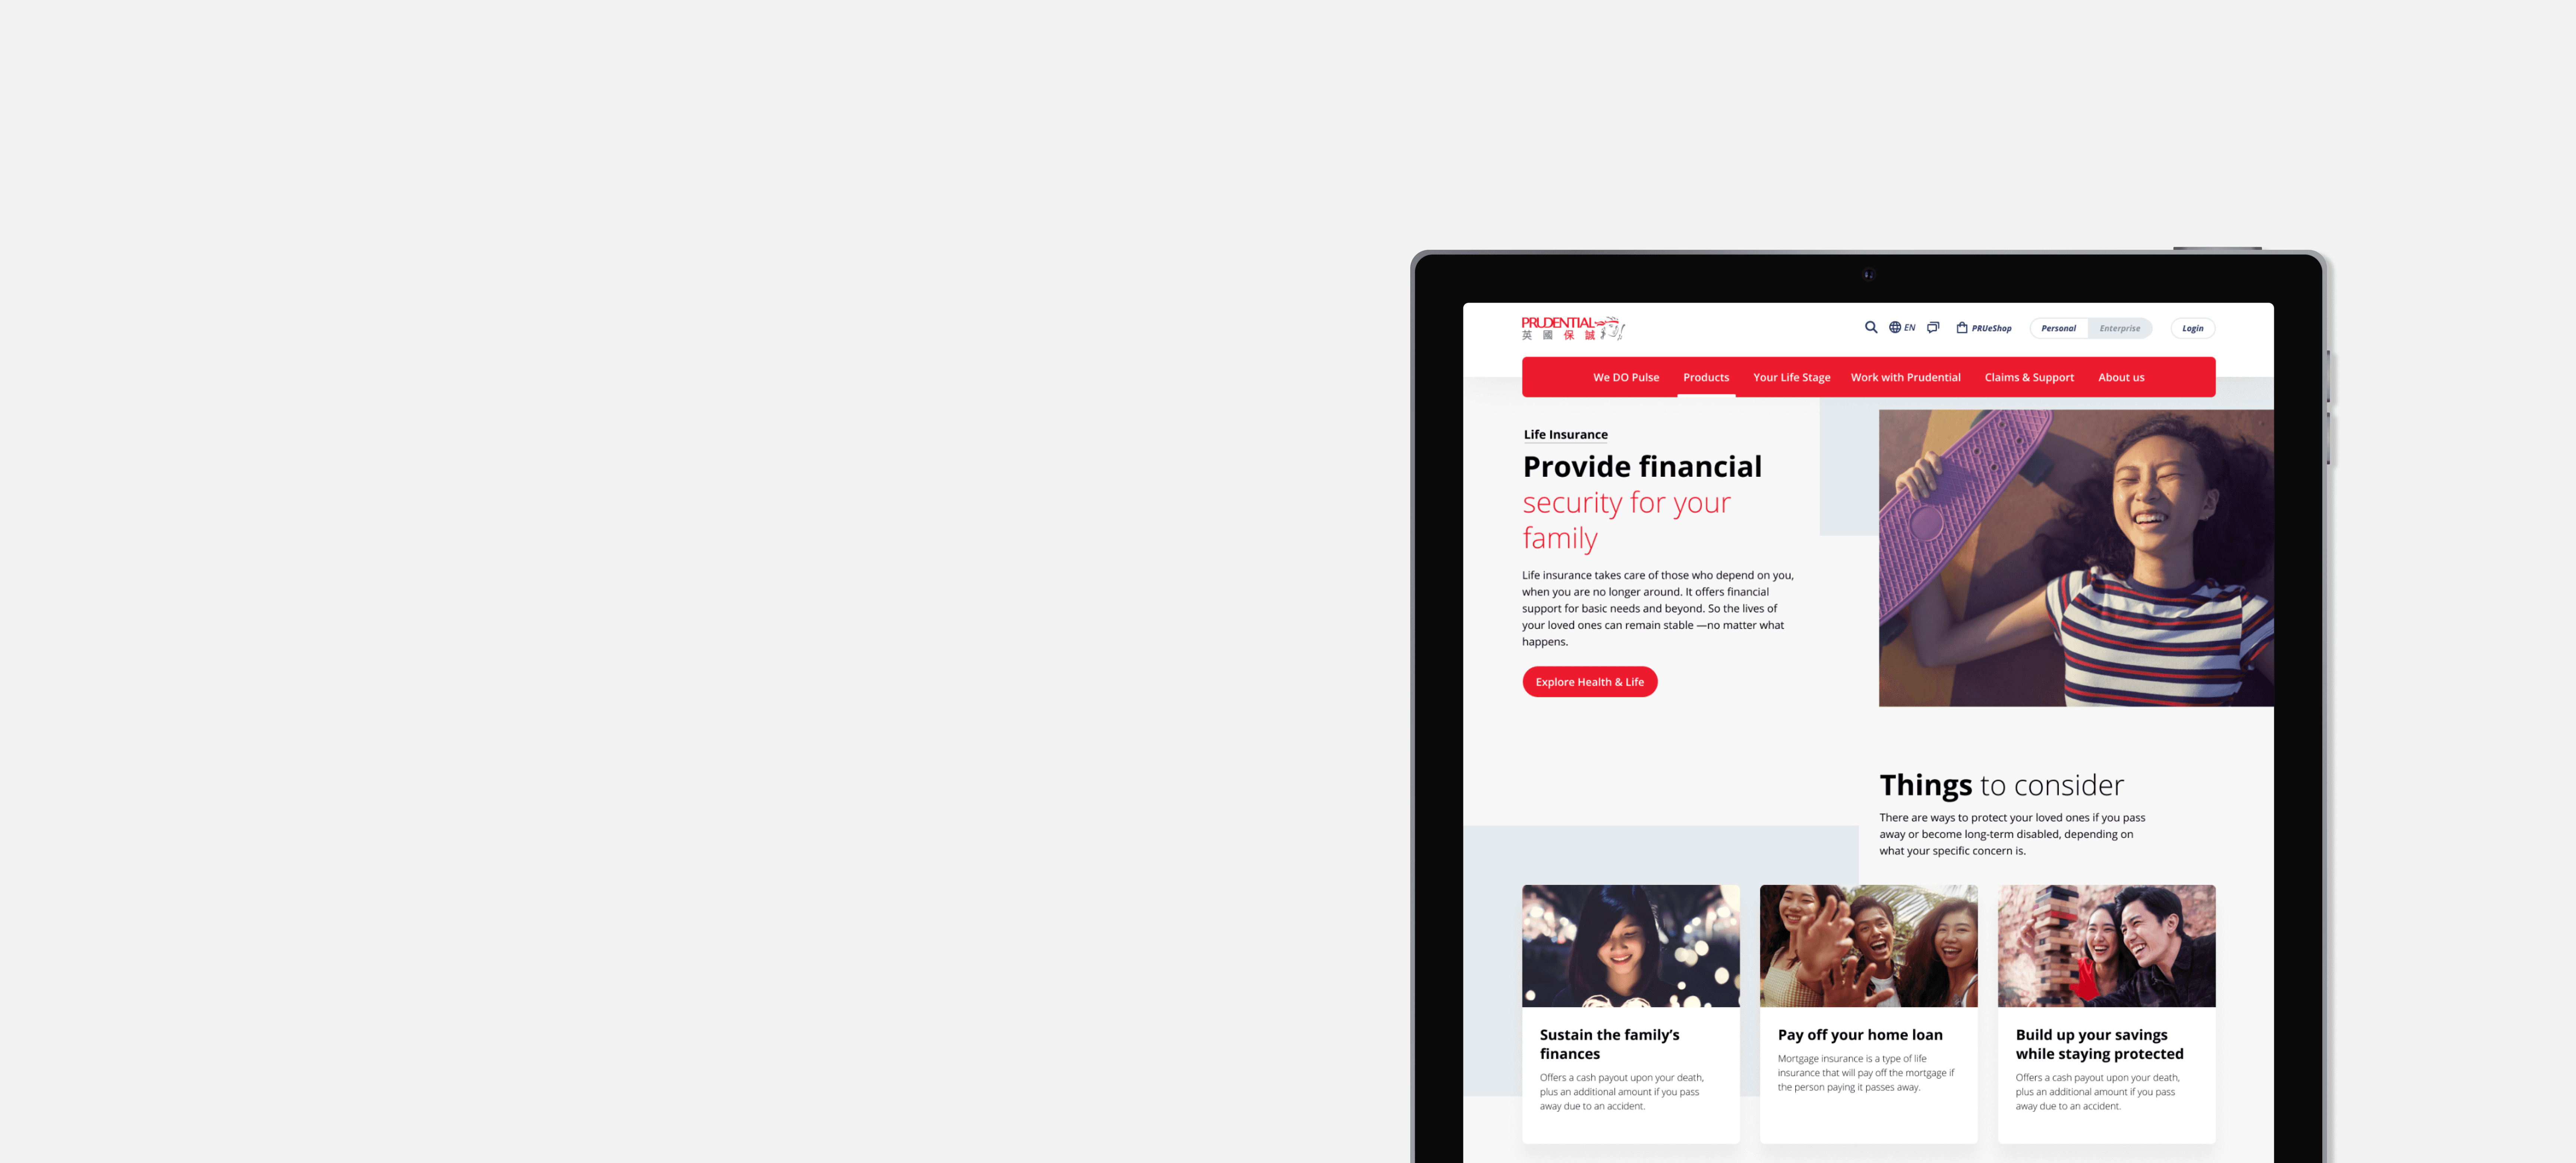 PRUDENTIAL
英國保誠
EN
PRUeShop
Personal
Enterprise
Login
We DO Pulse
Products
Your Life Stage
Work with Prudential
Claims & Support
About us
Life Insurance
Provide financial
security for your
family
Life insurance takes care of those who depend on you,
when you are no longer around. It offers financial
support for basic needs and beyond. So the lives of
your loved ones can remain stable —no matter what
happens.
Explore Health & Life
Things to consider
There are ways to protect your loved ones if you pass
away or become long-term disabled, depending on
what your specific concern is.
Sustain the family’s
finances
Offers a cash payout upon your death,
plus an additional amount if you pass
away due to an accident.
Pay off your home loan
Mortgage insurance is a type of life
insurance that will pay off the mortgage if
the person paying it passes away.
Build up your savings
while staying protected
Offers a cash payout upon your death,
plus an additional amount if you pass
away due to an accident.